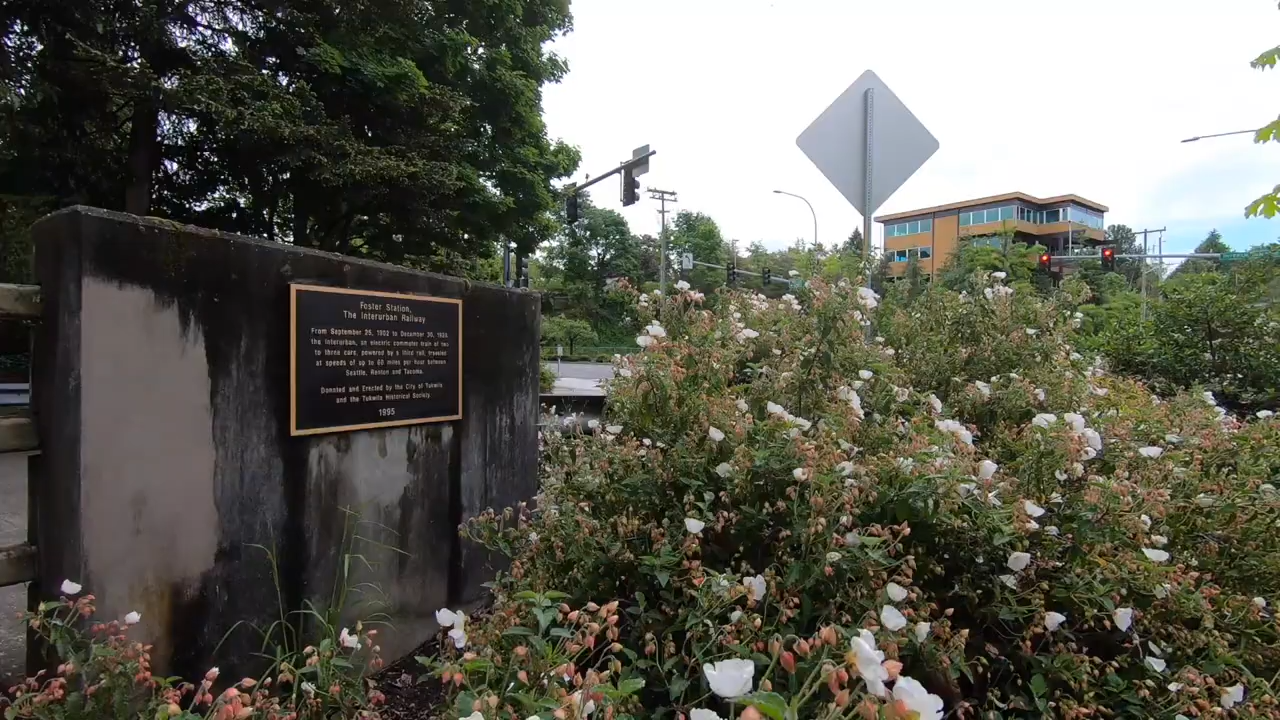 Foster Station,
The Interurban Railway
From September 25, 1902 to December 30, 1928,
the Interurban, an electric commuter train of two
to three cars, powered by a third rail, traveled
at speeds of up to 60 miles per hour between
Seattle, Renton and Tacoma.
Donated and Erected by the City of Tukwila
and the Tukwila Historical Society.
1995